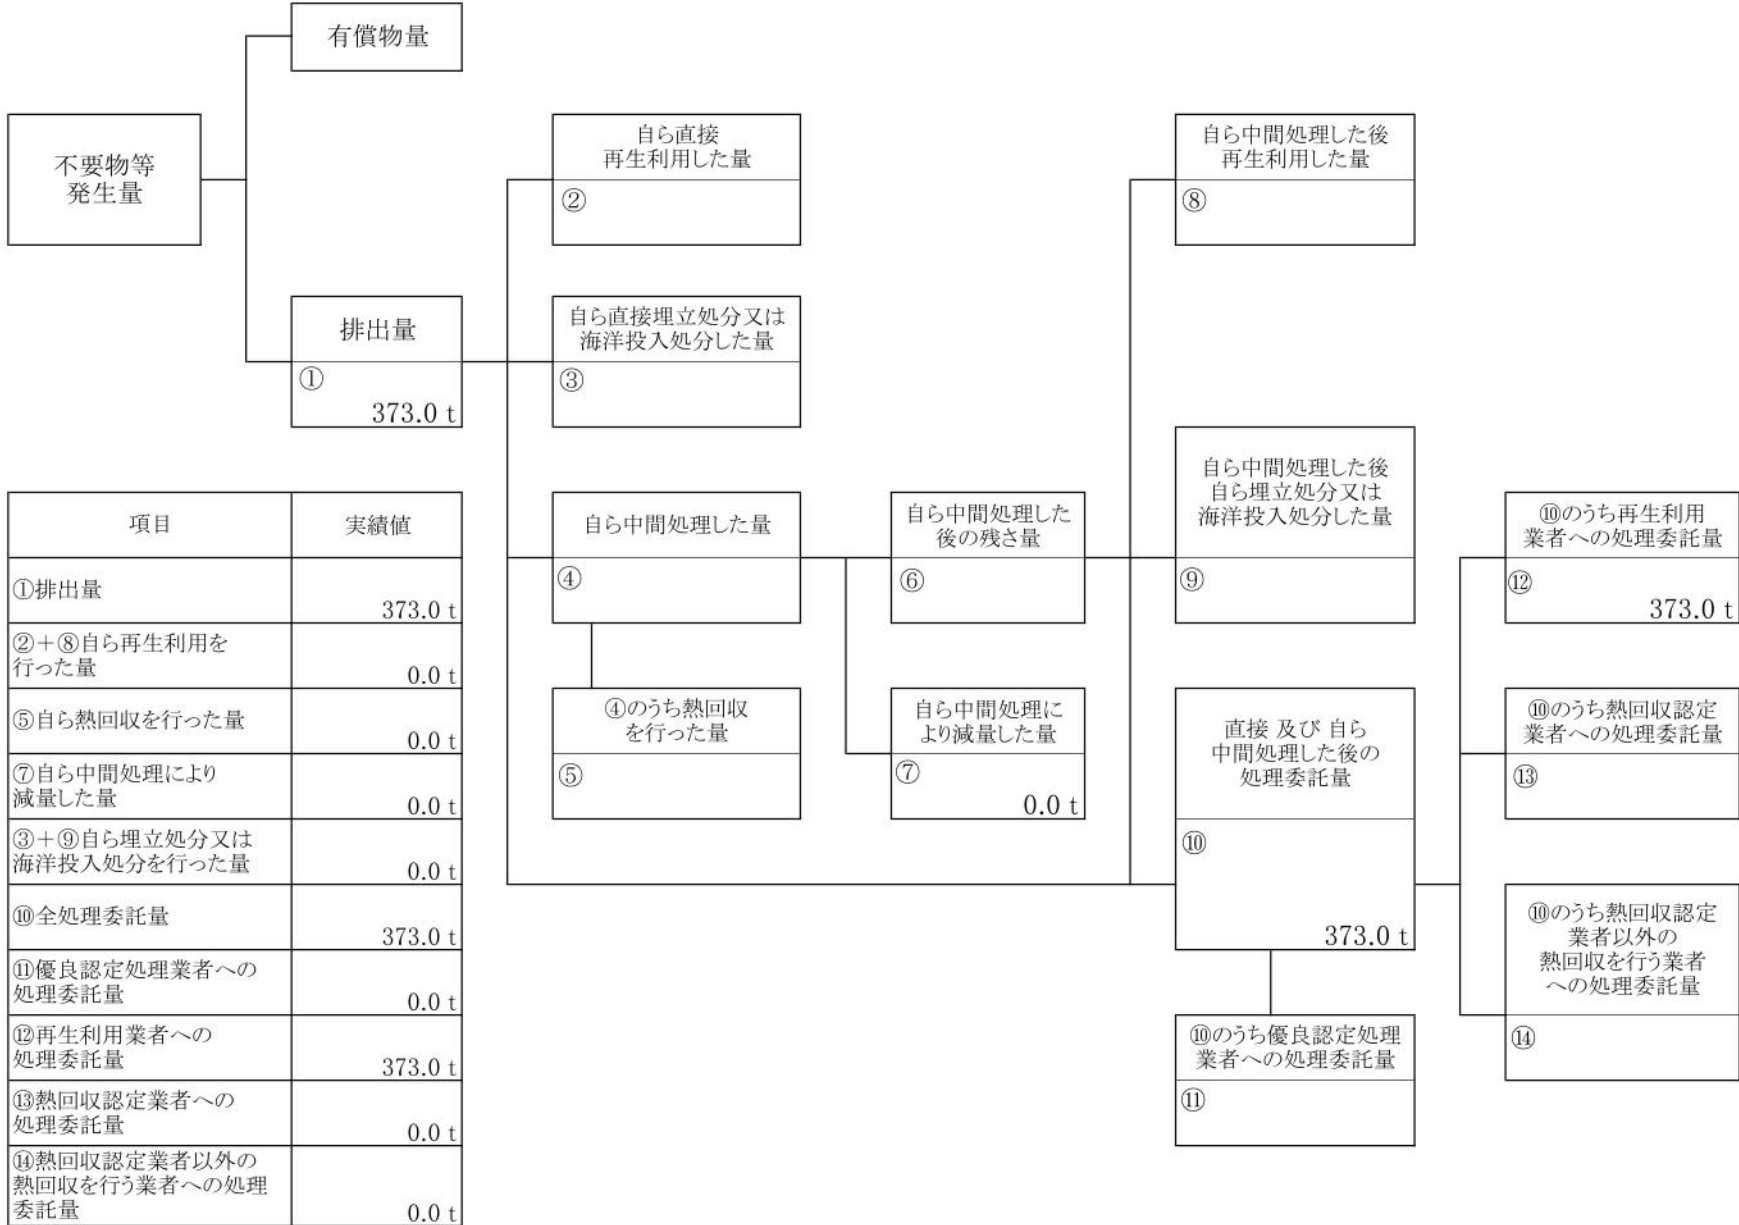 有償物量
不要物等
発生量
自ら直接
再生利用した量
②
自ら中間処理した後
再生利用した量
⑧
排出量
①
373.0 t
自ら直接埋立処分又は
海洋投入処分した量
③
自ら中間処理した量
④
自ら中間処理した
後の残さ量
⑥
自ら中間処理した後
自ら埋立処分又は
海洋投入処分した量
⑨
⑩のうち再生利用
業者への処理委託量
⑫
373.0 t
④のうち熱回収
を行った量
⑤
自ら中間処理に
より減量した量
⑦
0.0 t
直接 及び 自ら
中間処理した後の
処理委託量
⑩
373.0 t
⑩のうち熱回収認定
業者への処理委託量
⑬
⑩のうち熱回収認定
業者以外の
熱回収を行う業者
への処理委託量
⑭
⑩のうち優良認定処理
業者への処理委託量
⑪
項目 実績値
①排出量
373.0 t
②+⑧自ら再生利用を
行った量
0.0 t
⑤自ら熱回収を行った量
0.0 t
⑦自ら中間処理により
減量した量
0.0 t
③+⑨自ら埋立処分又は
海洋投入処分を行った量
0.0 t
⑩全処理委託量
373.0 t
⑪優良認定処理業者への
処理委託量
0.0 t
⑫再生利用業者への
処理委託量
373.0 t
⑬熱回収認定業者への
処理委託量
0.0 t
⑭熱回収認定業者以外の
熱回収を行う業者への処理
委託量
0.0 t